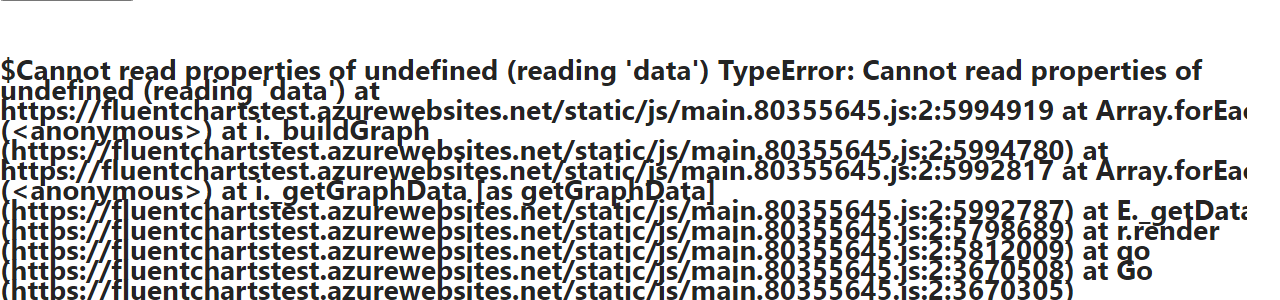 $Cannot read properties of undefined (reading 'data') TypeError: Cannot read properties of
undefined (reading 'data') at
https://fluentchartstest.azurewebsites.net/static/js/main.80355645.js:2:5994919 at Array.forEac
(<anonymous>) at i._buildGraph
(https://fluentchartstest.azurewebsites.net/static/js/main.80355645.js:2:5994780) at
https://fluentchartstest.azurewebsites.net/static/js/main.80355645.js:2:5992817 at Array.forEac
(<anonymous>) at i._getGraphData [as getGraphData]
(https://fluentchartstest.azurewebsites.net/static/js/main.80355645.js:2:5992787) at E._getData
(https://fluentchartstest.azurewebsites.net/static/js/main.80355645.js:2:5798689) at r.render
(https://fluentchartstest.azurewebsites.net/static/js/main.80355645.js:2:5812009) at go
(https://fluentchartstest.azurewebsites.net/static/js/main.80355645.js:2:3670508) at Go
(https://fluentchartstest.azurewebsites.net/static/js/main.80355645.js:2:3670305)